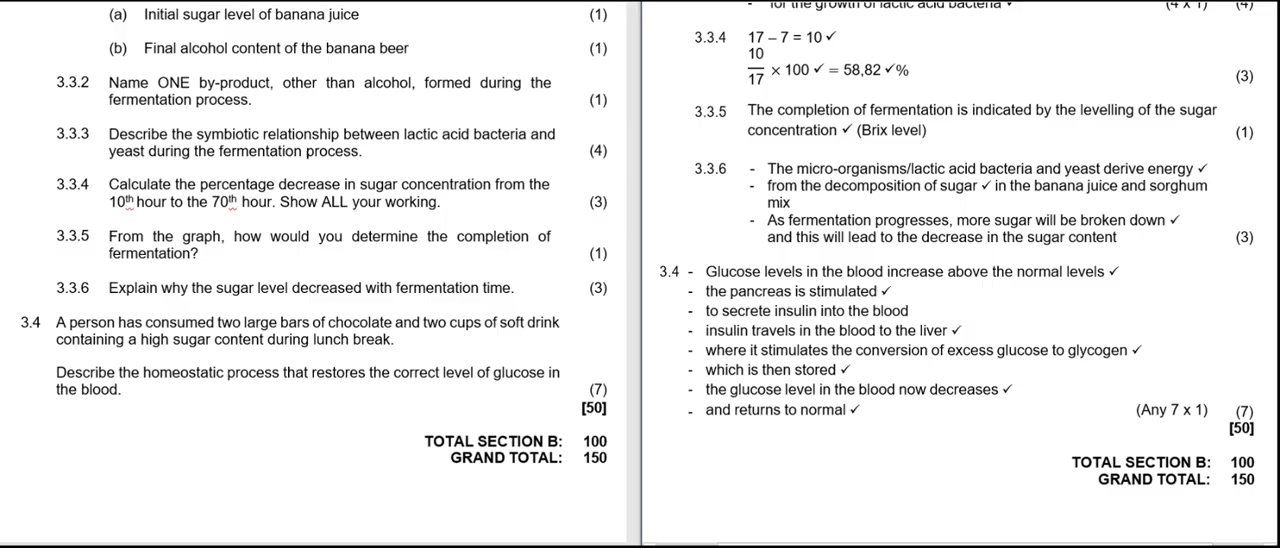 (a) Initial sugar level of banana juice (1)
(b) Final alcohol content of the banana beer (1)
3.3.2 Name ONE by-product, other than alcohol, formed during the
fermentation process. (1)
3.3.3 Describe the symbiotic relationship between lactic acid bacteria and
yeast during the fermentation process. (4)
3.3.4 Calculate the percentage decrease in sugar concentration from the
10th hour to the 70th hour. Show ALL your working. (3)
3.3.5 From the graph, how would you determine the completion of
fermentation? (1)
3.3.6 Explain why the sugar level decreased with fermentation time. (3)
3.4 A person has consumed two large bars of chocolate and two cups of soft drink
containing a high sugar content during lunch break.
Describe the homeostatic process that restores the correct level of glucose in
the blood. (7)
[50]
TOTAL SECTION B: 100
GRAND TOTAL: 150
- for the growth of lactic acid bacteria ✓ (4 x 1) (4)
3.3.4 17 – 7 = 10 ✓
10
17 × 100 ✓ = 58,82 ✓% (3)
3.3.5 The completion of fermentation is indicated by the levelling of the sugar
concentration ✓ (Brix level) (1)
3.3.6 - The micro-organisms/lactic acid bacteria and yeast derive energy ✓
- from the decomposition of sugar ✓ in the banana juice and sorghum
mix
- As fermentation progresses, more sugar will be broken down ✓
and this will lead to the decrease in the sugar content (3)
3.4 - Glucose levels in the blood increase above the normal levels ✓
- the pancreas is stimulated ✓
- to secrete insulin into the blood
- insulin travels in the blood to the liver ✓
- where it stimulates the conversion of excess glucose to glycogen ✓
- which is then stored ✓
- the glucose level in the blood now decreases ✓
- and returns to normal ✓ (Any 7 x 1) (7)
[50]
TOTAL SECTION B: 100
GRAND TOTAL: 150